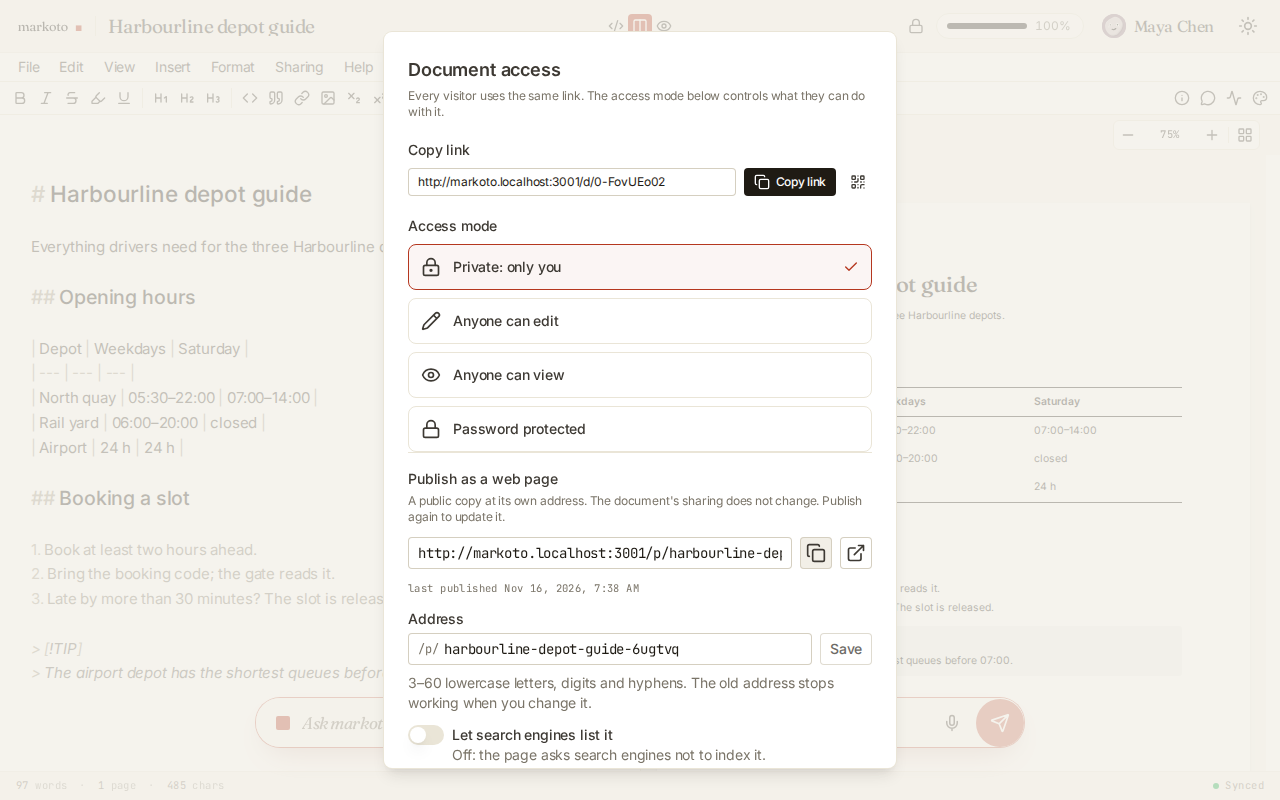 markoto
Harbourline depot guide
100%
Maya Chen
File Edit View Insert Format Sharing Help
H1 H2 H3
75%
# Harbourline depot guide
Everything drivers need for the three Harbourline
## Opening hours
| Depot | Weekdays | Saturday |
| --- | --- | --- |
| North quay | 05:30–22:00 | 07:00–14:00 |
| Rail yard | 06:00–20:00 | closed |
| Airport | 24 h | 24 h |
## Booking a slot
1. Book at least two hours ahead.
2. Bring the booking code; the gate reads it.
3. Late by more than 30 minutes? The slot is releas
> [!TIP]
> The airport depot has the shortest queues befor
Ask markot
97 words · 1 page · 485 chars
Document access
Every visitor uses the same link. The access mode below controls what they can do
with it.
Copy link
http://markoto.localhost:3001/d/0-FovUEo02
Copy link
Access mode
Private: only you
Anyone can edit
Anyone can view
Password protected
Publish as a web page
A public copy at its own address. The document's sharing does not change. Publish
again to update it.
http://markoto.localhost:3001/p/harbourline-dep
last published Nov 16, 2026, 7:38 AM
Address
/p/ harbourline-depot-guide-6ugtvq
Save
3–60 lowercase letters, digits and hyphens. The old address stops
working when you change it.
Let search engines list it
Off: the page asks search engines not to index it.
ot guide
Harbourline depots.
kdays Saturday
0–22:00 07:00–14:00
0–20:00 closed
24 h
reads it.
The slot is released.
st queues before 07:00.
Synced